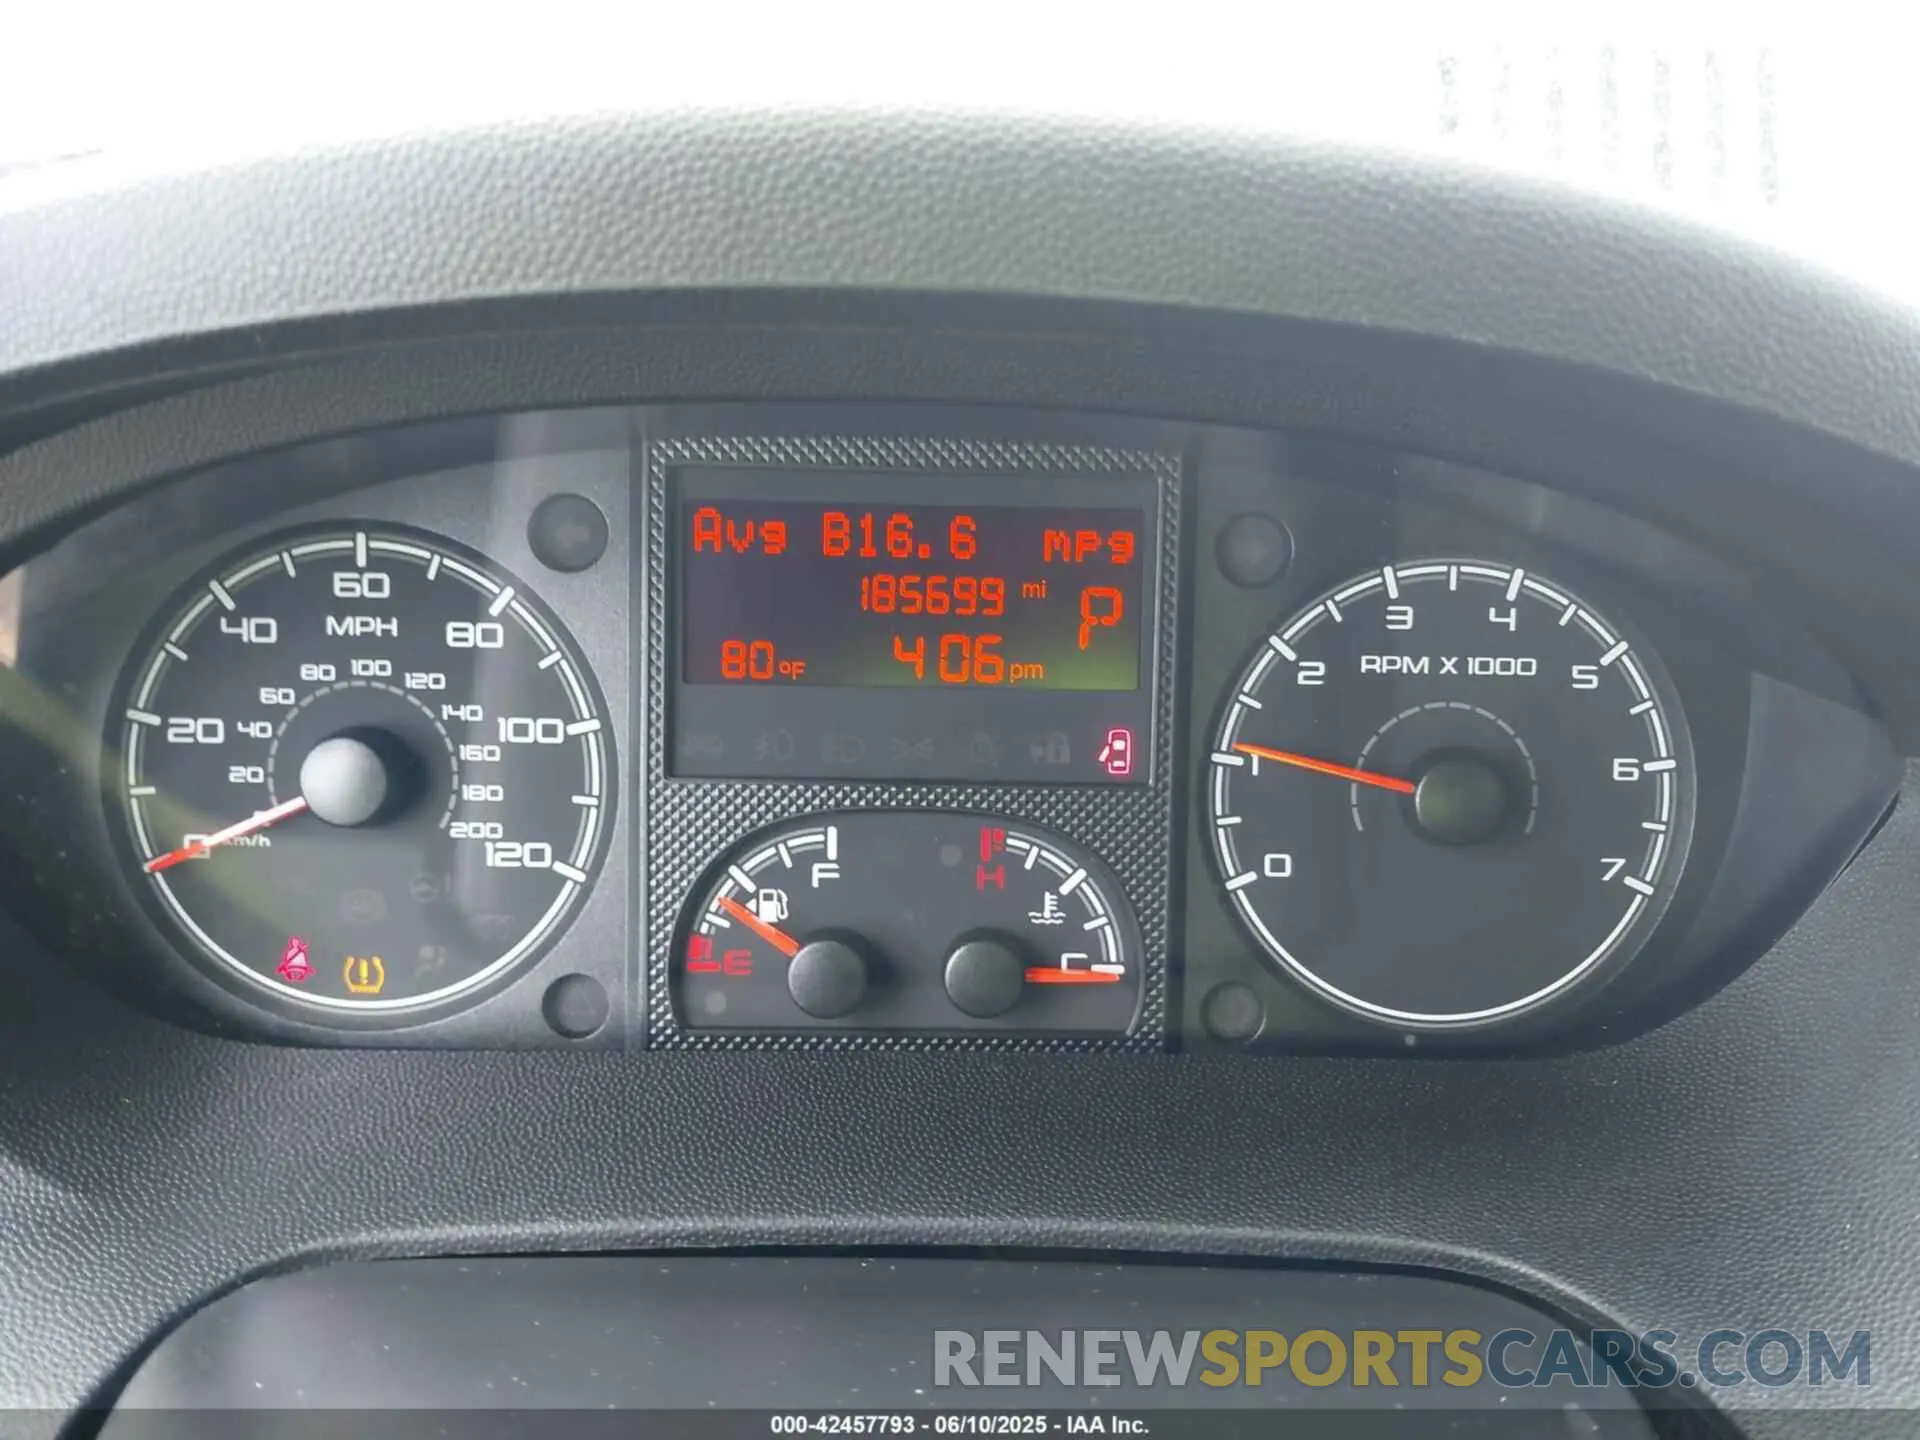 Avg B16.6 mpg
185699 mi
P
80°F 4 06 pm
60
MPH
40
80
20
100
120
80 100 120
60
140
40
160
20
180
200
km/h
3 4
2
5
RPM X 1000
1
6
0
7
F
H
E
C
RENEWSPORTSCARS.COM
000-42457793 - 06/10/2025 - IAA Inc.